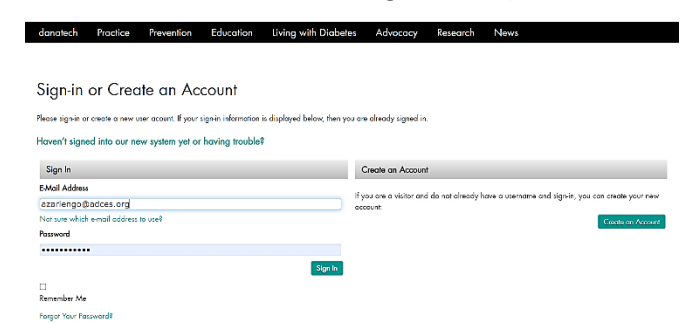 danatech Practice Prevention Education Living with Diabetes Advocacy Research News
Sign-in or Create an Account
Please sign-in or create a new user acount. If your sign-in information is displayed below, then you are already signed in.
Haven't signed into our new system yet or having trouble?
Sign In
E-Mail Address
azarlengo@adces.org
Not sure which e-mail address to use?
Password
•••••••••••
Sign In
Remember Me
Forgot Your Password?
Create an Account
If you are a visitor and do not already have a username and sign-in, you can create your new
account:
Create an Account